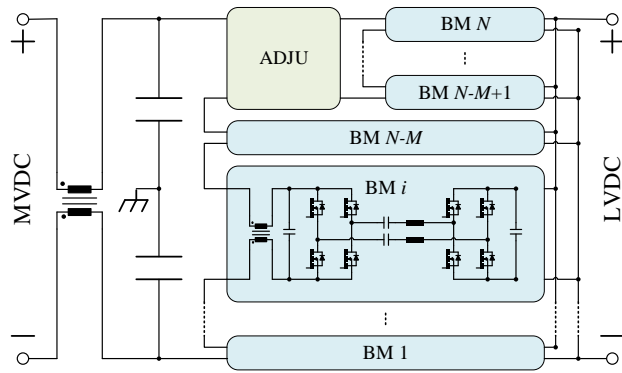 BM N
+
+
ADJU
⋯
BM N-M+1
BM N-M
MVDC
LVDC
BM i
⋯
−
−
BM 1